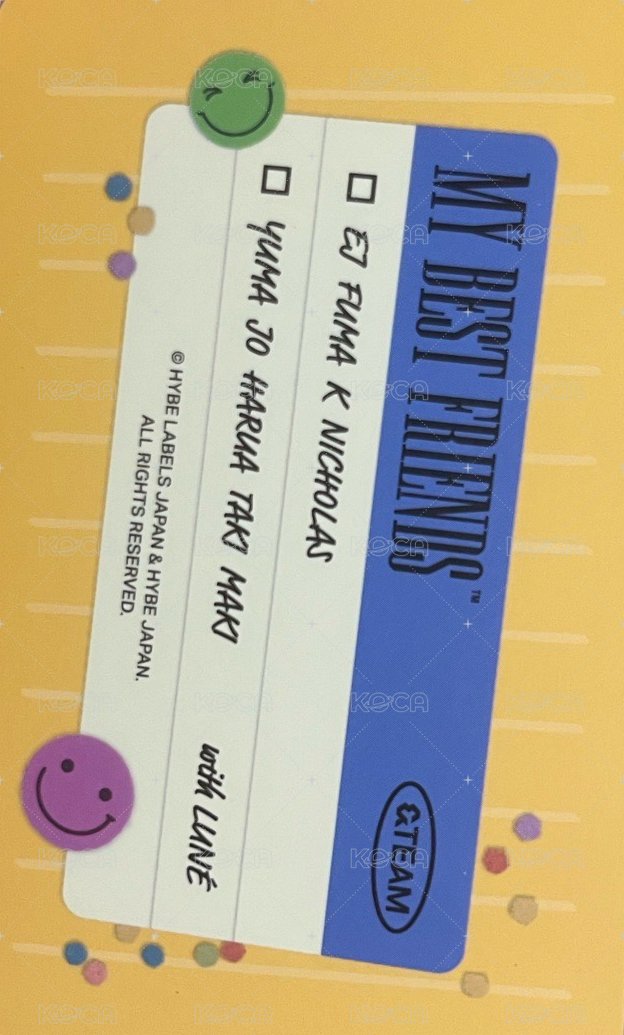 MY BEST FRIENDS™
&TEAM
☐ EJ FUMA K NICHOLAS
☐ YUMA JO HARUA TAKI MAKI
with LUNÉ
© HYBE LABELS JAPAN & HYBE JAPAN.
ALL RIGHTS RESERVED.
KOCA